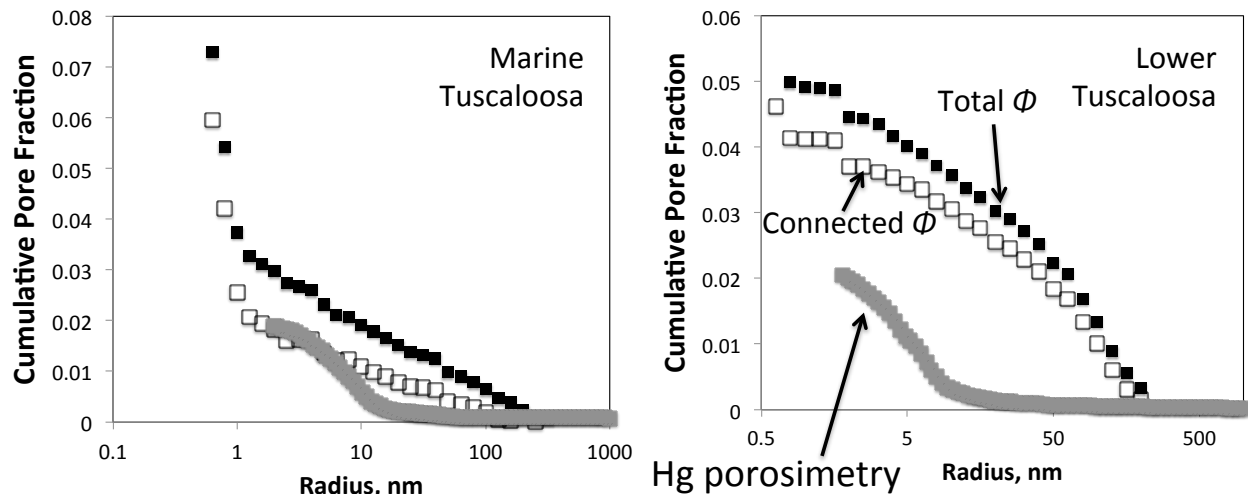 Cumulative Pore Fraction
0.08
0.07
0.06
0.05
0.04
0.03
0.02
0.01
0
Marine
Tuscaloosa
0.1
1
10
100
1000
Radius, nm
Cumulative Pore Fraction
0.06
0.05
0.04
0.03
0.02
0.01
0
Lower
Tuscaloosa
Total Φ
Connected Φ
0.5
5
50
500
Hg porosimetry
Radius, nm